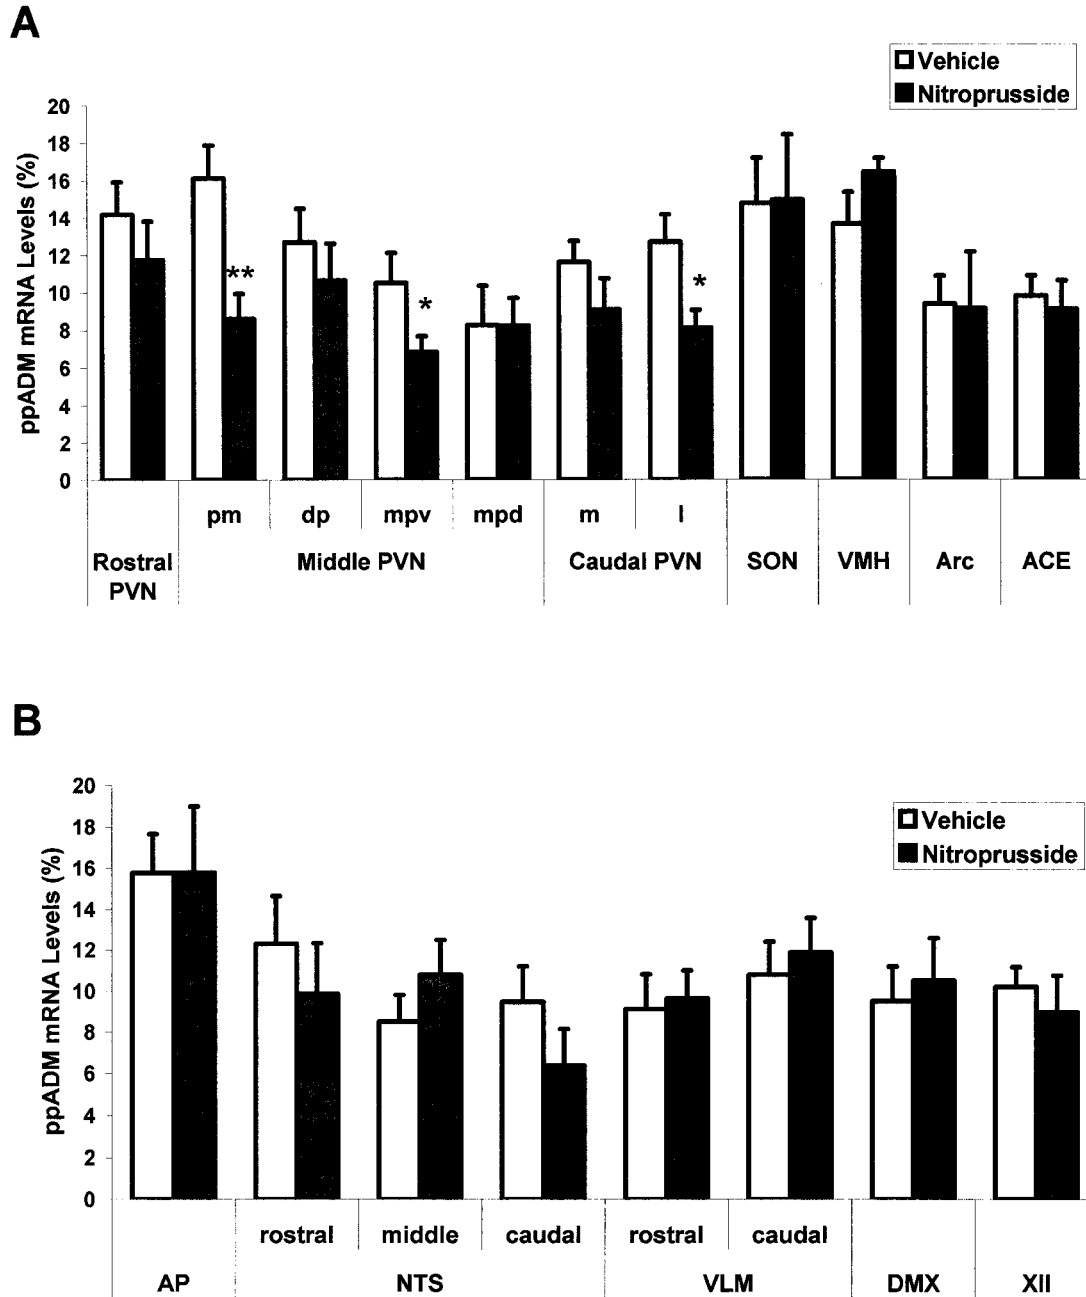 A
Vehicle
Nitroprusside
ppADM mRNA Levels (%)
20
18
16
14
12
10
8
6
4
2
0
**
*
*
pm dp mpv mpd m l
Rostral PVN Middle PVN Caudal PVN SON VMH Arc ACE
B
Vehicle
Nitroprusside
ppADM mRNA Levels (%)
20
18
16
14
12
10
8
6
4
2
0
rostral middle caudal rostral caudal
AP NTS VLM DMX XII